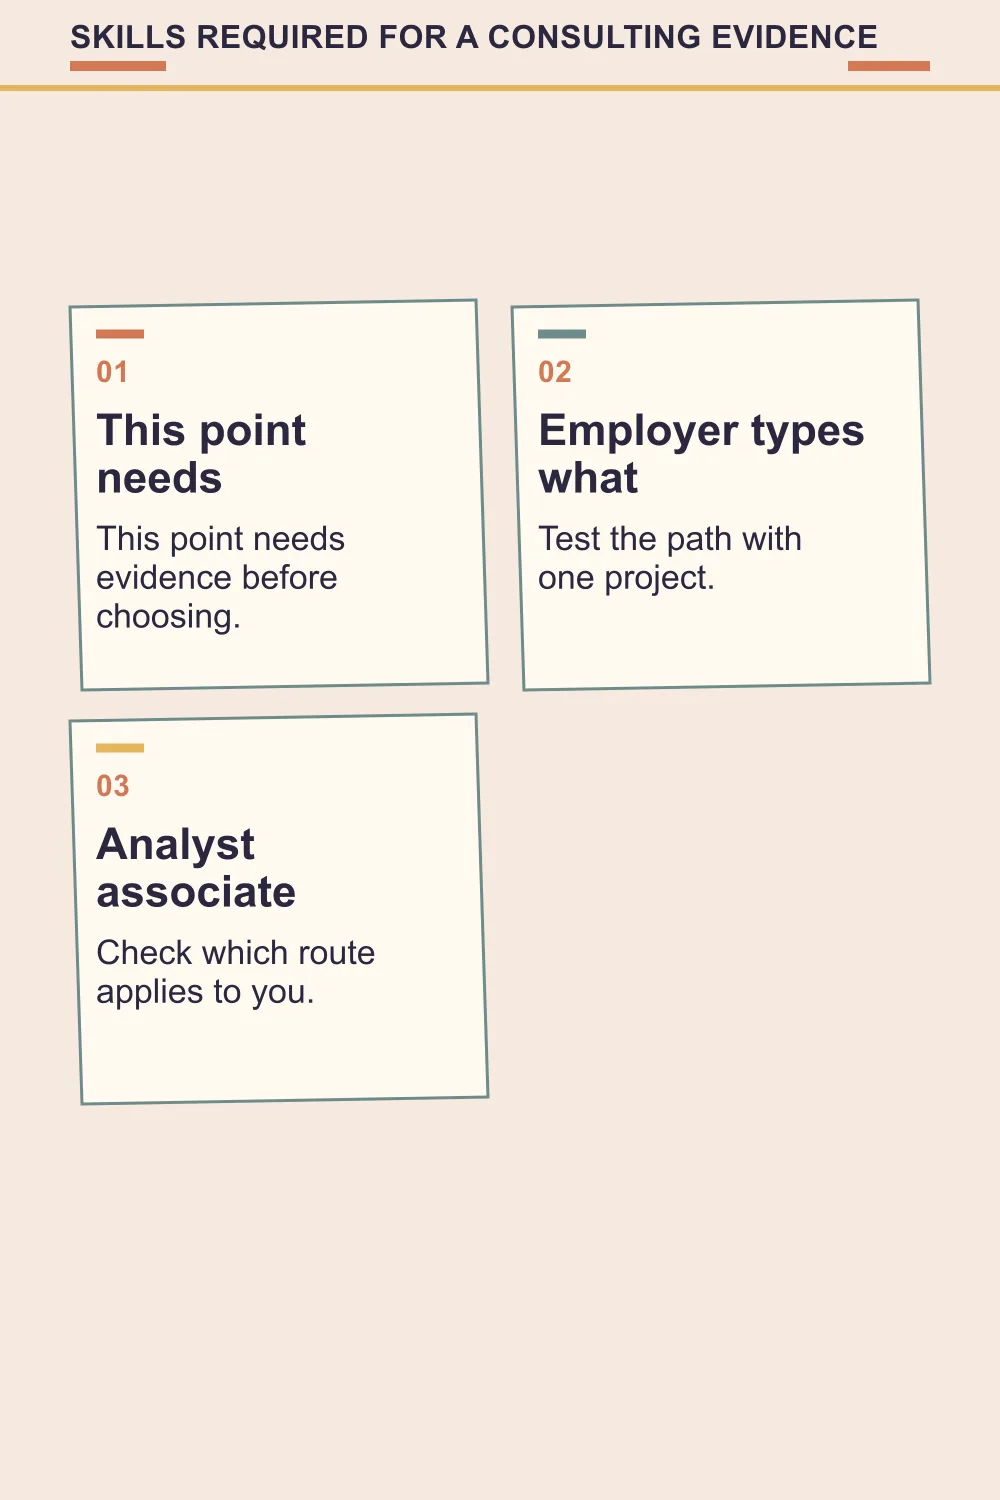 SKILLS REQUIRED FOR A CONSULTING EVIDENCE
01
This point
needs
This point needs
evidence before
choosing.
02
Employer types
what
Test the path with
one project.
03
Analyst
associate
Check which route
applies to you.